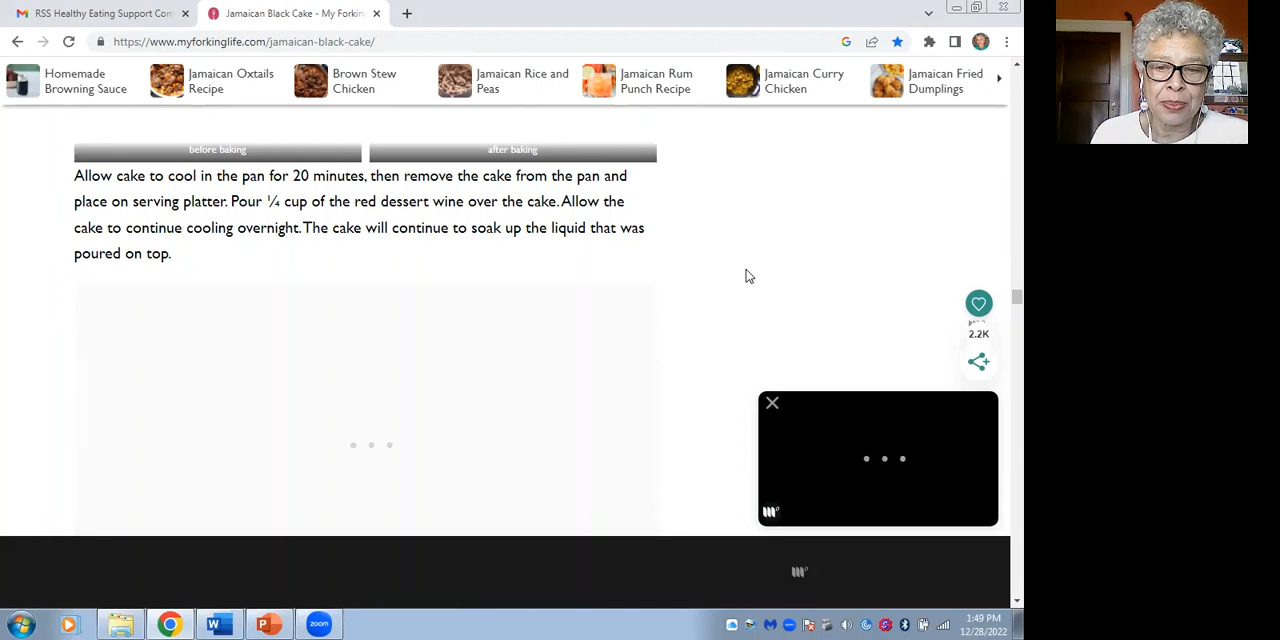 RSS Healthy Eating Support Com
Jamaican Black Cake - My Forkin
https://www.myforkinglife.com/jamaican-black-cake/
Homemade
Browning Sauce
Jamaican Oxtails
Recipe
Brown Stew
Chicken
Jamaican Rice and
Peas
Jamaican Rum
Punch Recipe
Jamaican Curry
Chicken
Jamaican Fried
Dumplings
before baking
after baking
Allow cake to cool in the pan for 20 minutes, then remove the cake from the pan and
place on serving platter. Pour ¼ cup of the red dessert wine over the cake. Allow the
cake to continue cooling overnight. The cake will continue to soak up the liquid that was
poured on top.
2.2K
zoom
1:49 PM
12/28/2022